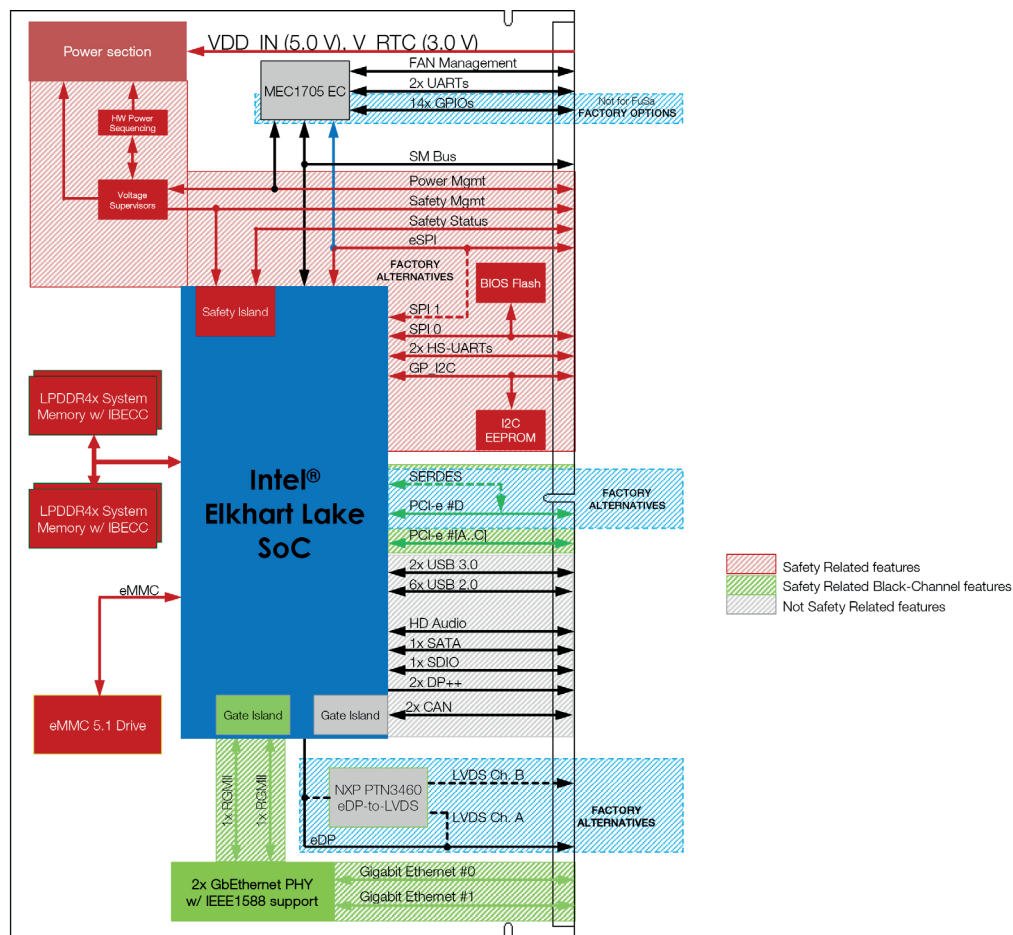 VDD_IN (5.0 V), V_RTC (3.0 V)
Power section
FAN Management
MEC1705 EC
2x UARTs
14x GPIOs
Not for FuSa
FACTORY OPTIONS
HW Power
Sequencing
SM Bus
Power Mgmt
Voltage
Supervisors
Safety Mgmt
Safety Status
eSPI
FACTORY
ALTERNATIVES
BIOS Flash
Safety Island
SPI 1
SPI 0
2x HS-UARTs
GP_I2C
LPDDR4x System
Memory w/ IBECC
I2C
EEPROM
Intel®
Elkhart Lake
SoC
SERDES
FACTORY
ALTERNATIVES
PCI-e #D
LPDDR4x System
Memory w/ IBECC
PCI-e #[A..C]
2x USB 3.0
6x USB 2.0
Safety Related features
Safety Related Black-Channel features
Not Safety Related features
eMMC
HD Audio
1x SATA
1x SDIO
2x DP++
2x CAN
eMMC 5.1 Drive
Gate Island
Gate Island
1x RGMII
1x RGMII
NXP PTN3460
eDP-to-LVDS
LVDS Ch. B
LVDS Ch. A
FACTORY
ALTERNATIVES
eDP
2x GbEthernet PHY
w/ IEEE1588 support
Gigabit Ethernet #0
Gigabit Ethernet #1